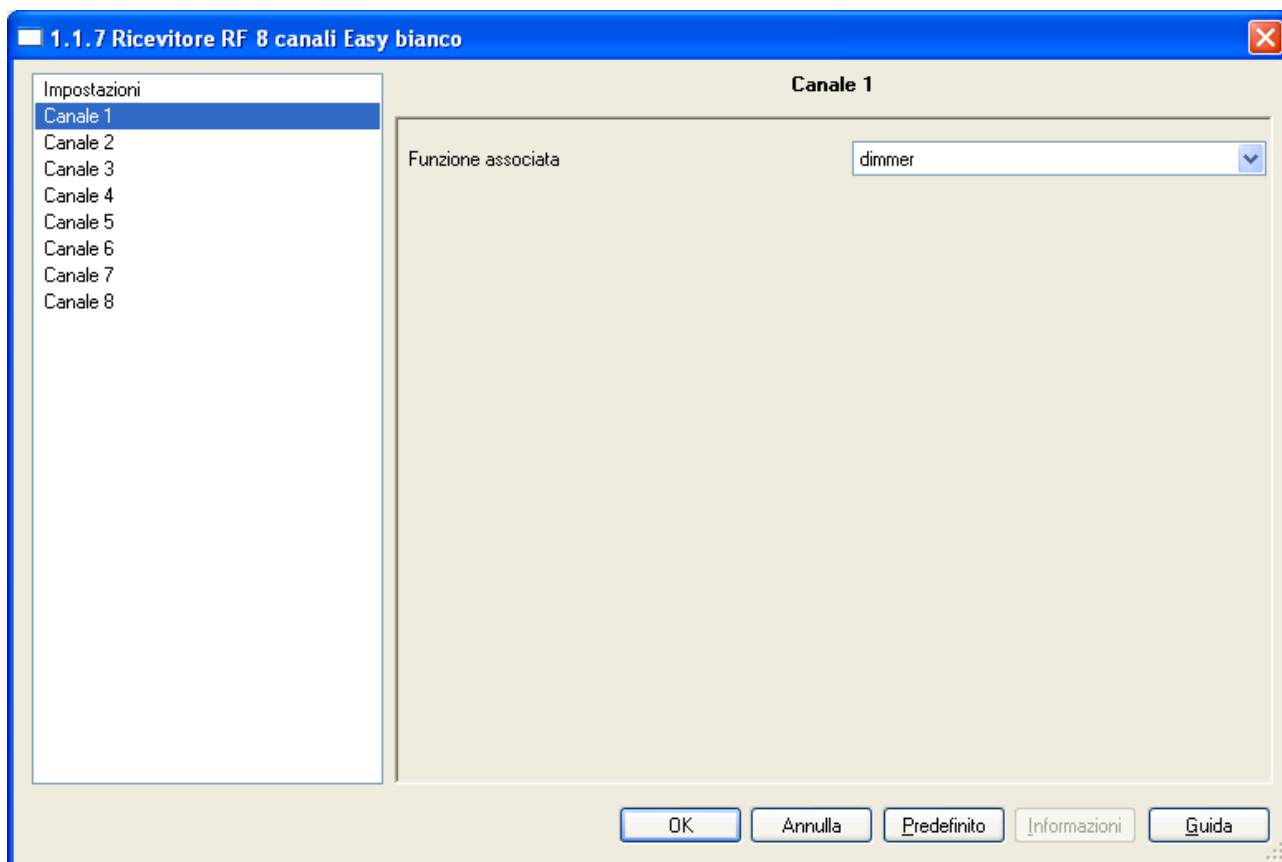 1.1.7 Ricevitore RF 8 canali Easy bianco
Impostazioni
Canale 1
Canale 2
Canale 3
Canale 4
Canale 5
Canale 6
Canale 7
Canale 8
Canale 1
Funzione associata dimmer
OK Annulla Predefinito Informazioni Guida